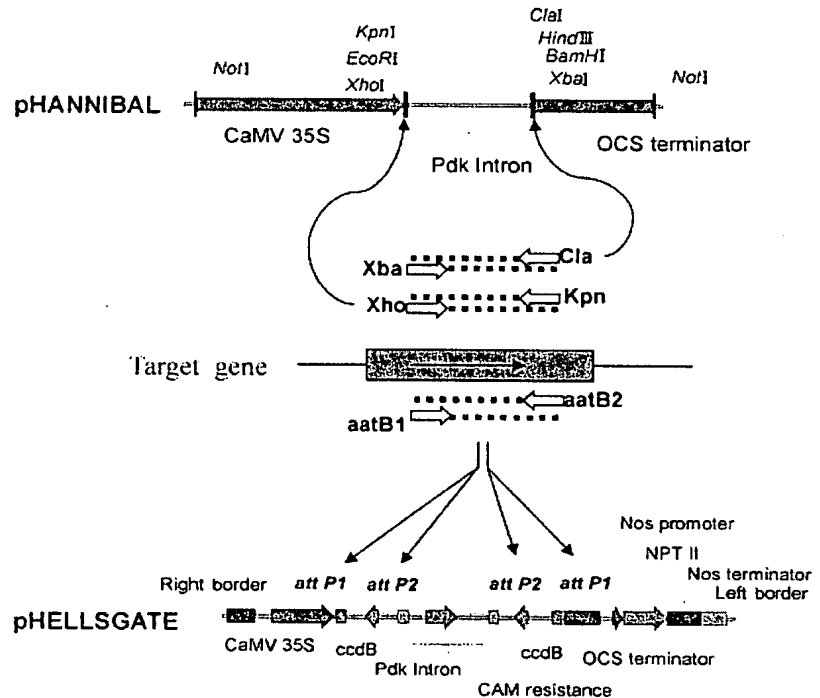 ClaI
KpnI HindIII
EcoRI BamHI
NotI XhoI XbaI NotI
pHANNIBAL
CaMV 35S OCS terminator
Pdk Intron
Xba Cla
Xho Kpn
Target gene
aatB1 aatB2
Nos promoter
NPT II
Right border att P1 att P2 att P2 att P1 Nos terminator
Left border
pHELLSGATE
CaMV 35S ccdB ccdB OCS terminator
Pdk Intron
CAM resistance